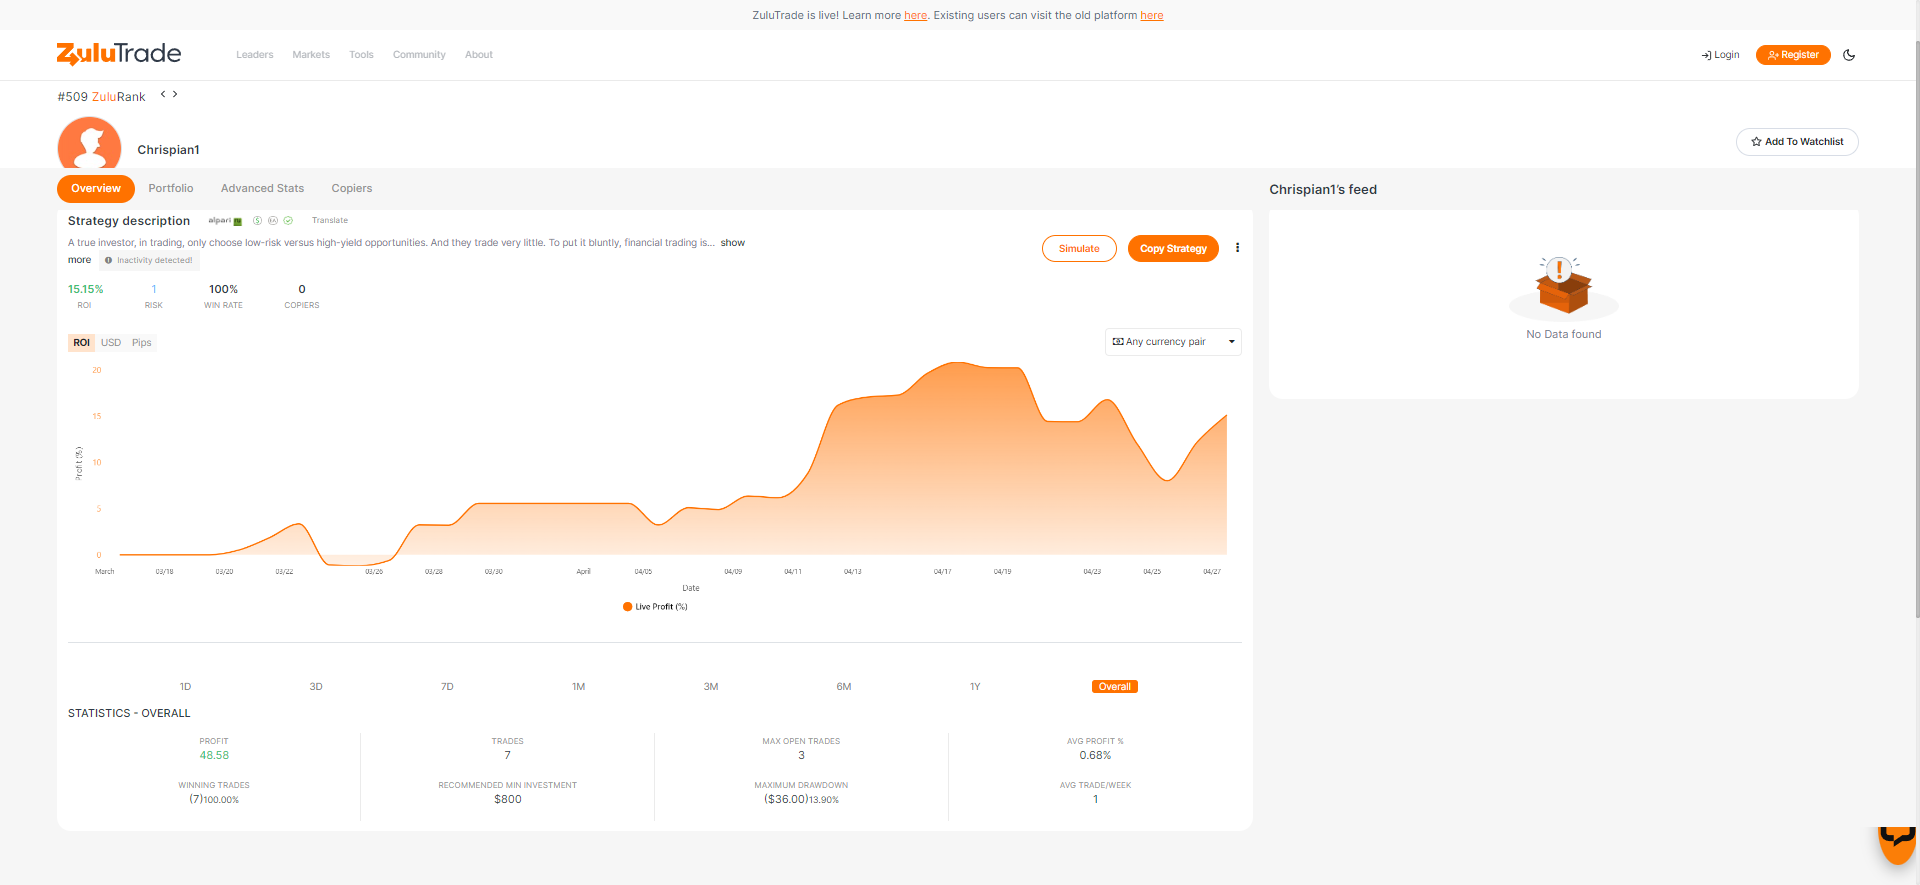 ZuluTrade is live! Learn more here. Existing users can visit the old platform here
ZuluTrade
Leaders Markets Tools Community About
Login Register
#509 ZuluRank
Chrispian1
Add To Watchlist
Overview Portfolio Advanced Stats Copiers
Chrispian1's feed
Strategy description alpari Translate
A true investor, in trading, only choose low-risk versus high-yield opportunities. And they trade very little. To put it bluntly, financial trading is... show
more Inactivity detected!
Simulate Copy Strategy
15.15% 1 100% 0
ROI RISK WIN RATE COPIERS
No Data found
ROI USD Pips
Any currency pair
20
15
10
5
0
Profit (%)
March 03/18 03/20 03/22 03/26 03/28 03/30 April 04/05 04/09 04/11 04/13 04/17 04/19 04/23 04/25 04/27
Date
Live Profit (%)
1D 3D 7D 1M 3M 6M 1Y Overall
STATISTICS - OVERALL
PROFIT TRADES MAX OPEN TRADES AVG PROFIT %
48.58 7 3 0.68%
WINNING TRADES RECOMMENDED MIN INVESTMENT MAXIMUM DRAWDOWN AVG TRADE/WEEK
(7)100.00% $800 ($36.00)13.90% 1